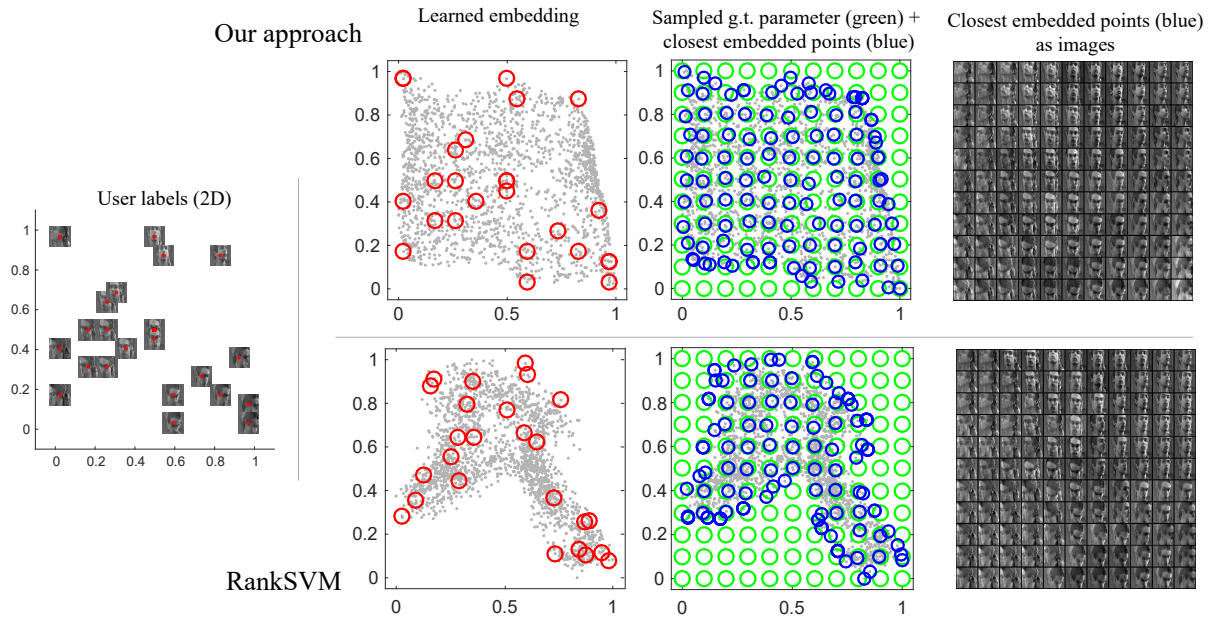 Our approach
Learned embedding
Sampled g.t. parameter (green) +
closest embedded points (blue)
Closest embedded points (blue)
as images
User labels (2D)
1
0.8
0.6
0.4
0.2
0
0 0.2 0.4 0.6 0.8 1
1
0.8
0.6
0.4
0.2
0
0 0.5 1
1
0.8
0.6
0.4
0.2
0
0 0.5 1
RankSVM
1
0.8
0.6
0.4
0.2
0
0 0.5 1
1
0.8
0.6
0.4
0.2
0
0 0.5 1